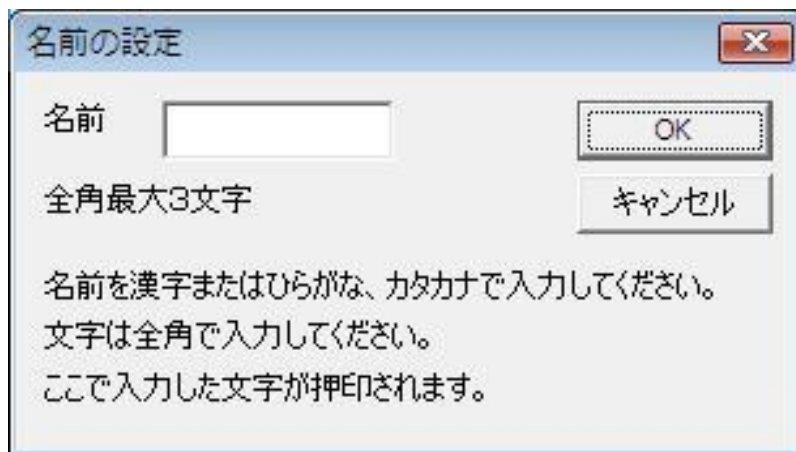 名前の設定
名前
OK
全角最大3文字
キャンセル
名前を漢字またはひらがな、カタカナで入力してください。
文字は全角で入力してください。
ここで入力した文字が押印されます。